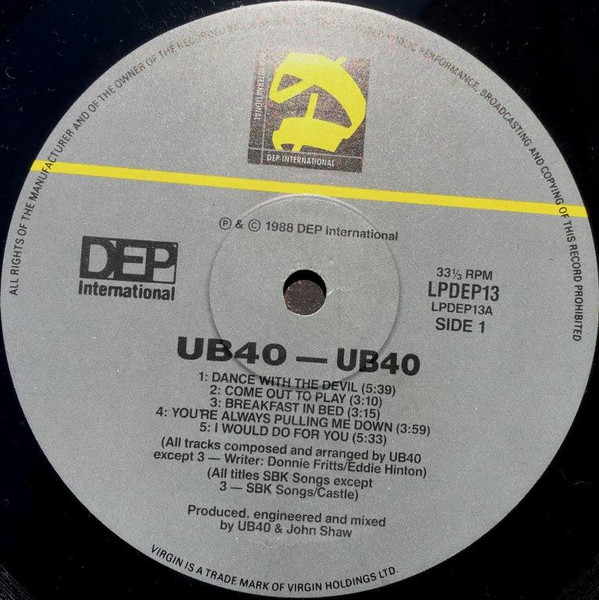 ALL RIGHTS OF THE MANUFACTURER AND OF THE OWNER OF THE RECORDED
PUBLIC PERFORMANCE, BROADCASTING AND COPYING OF THIS RECORD PROHIBITED
DEP INTERNATIONAL
DEP INTERNATIONAL
℗ & © 1988 DEP international
DEP
International
33⅓ RPM
LPDEP13
LPDEP13A
SIDE 1
UB40 — UB40
1: DANCE WITH THE DEVIL (5:39)
2: COME OUT TO PLAY (3:10)
3: BREAKFAST IN BED (3:15)
4: YOU'RE ALWAYS PULLING ME DOWN (3:59)
5: I WOULD DO FOR YOU (5:33)
(All tracks composed and arranged by UB40
except 3 — Writer: Donnie Fritts/Eddie Hinton)
(All titles SBK Songs except
3 — SBK Songs/Castle)
Produced, engineered and mixed
by UB40 & John Shaw
VIRGIN IS A TRADE MARK OF VIRGIN HOLDINGS LTD.